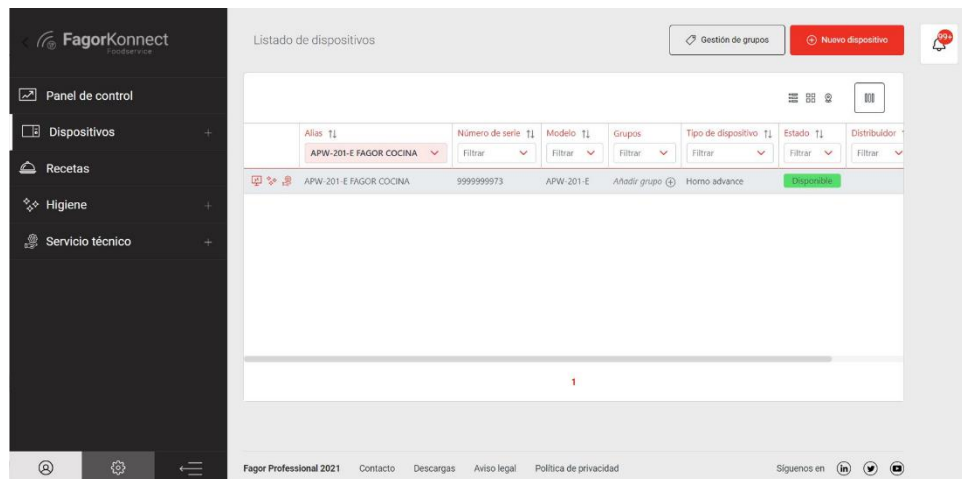 FagorKonnect
Foodservice
Panel de control
Dispositivos
Recetas
Higiene
Servicio técnico
Listado de dispositivos
Gestión de grupos
Nuevo dispositivo
99+
Alias Número de serie Modelo Grupos Tipo de dispositivo Estado Distribuidor
APW-201-E FAGOR COCINA Filtrar Filtrar Filtrar Filtrar Filtrar Filtrar
APW-201-E FAGOR COCINA 9999999973 APW-201-E Añadir grupo Horno advance Disponible
1
Fagor Professional 2021 Contacto Descargas Aviso legal Política de privacidad Síguenos en